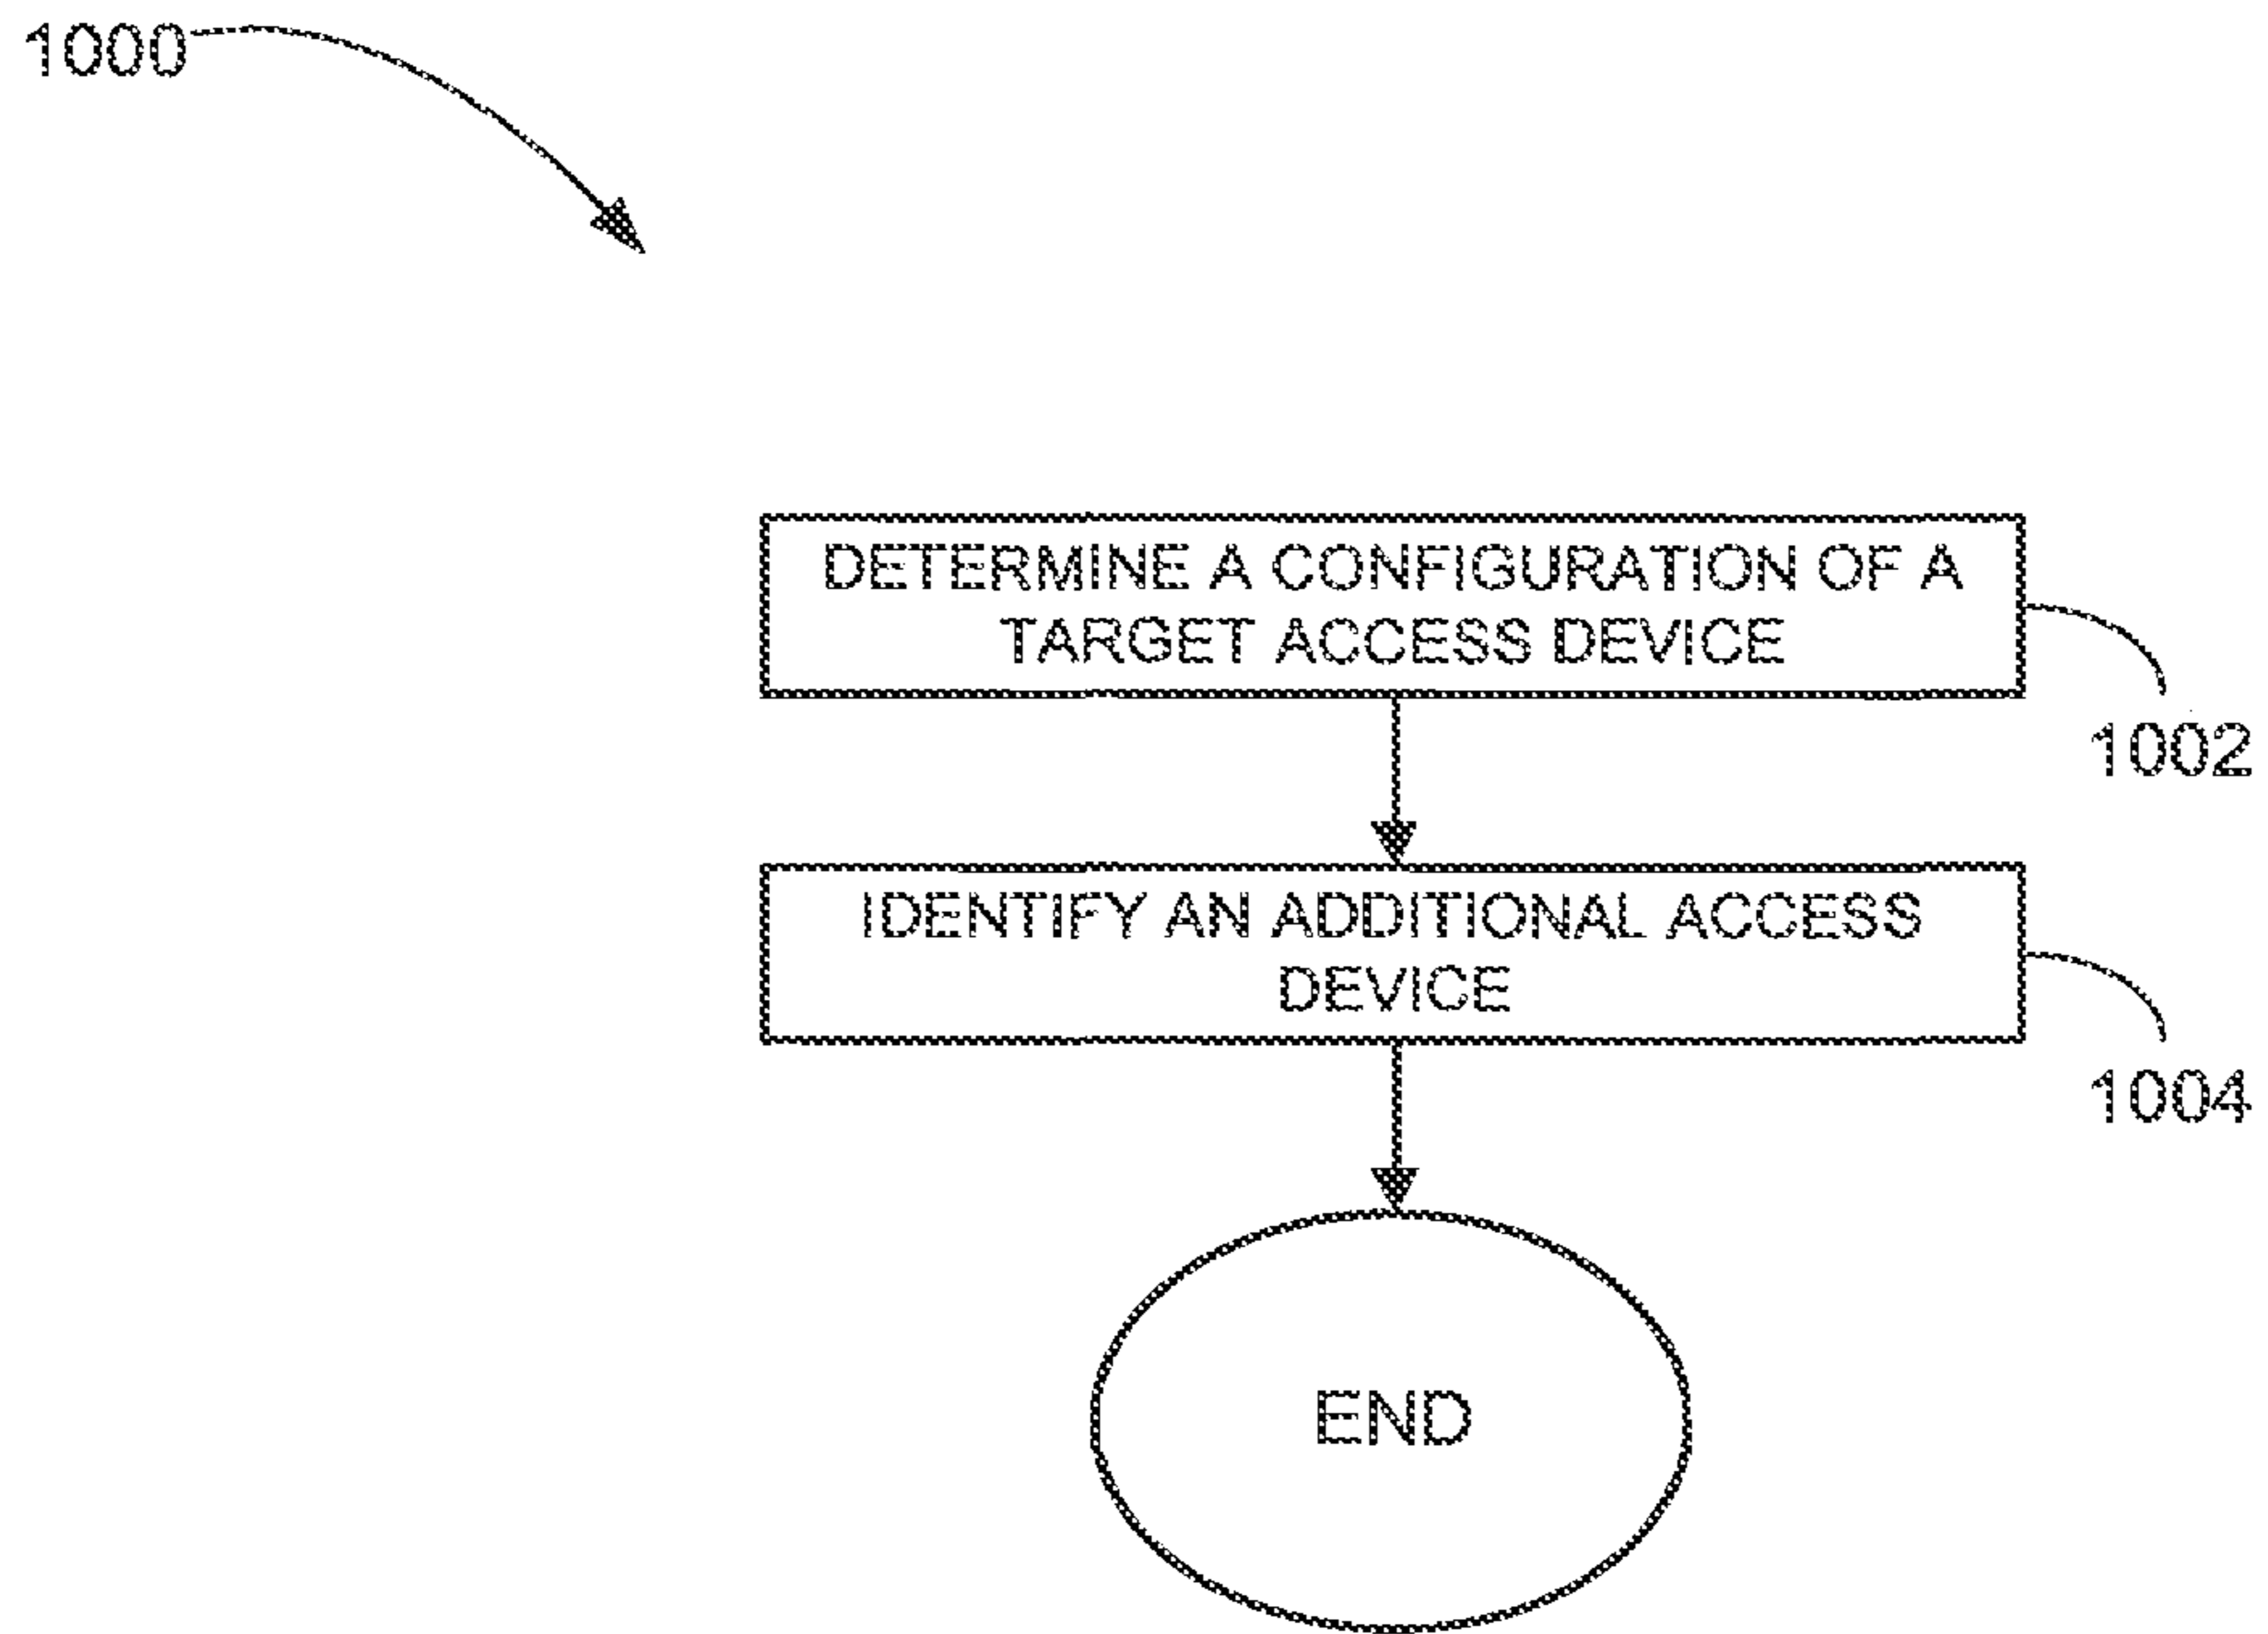 1000
DETERMINE A CONFIGURATION OF A
TARGET ACCESS DEVICE
1002
IDENTIFY AN ADDITIONAL ACCESS
DEVICE
1004
END